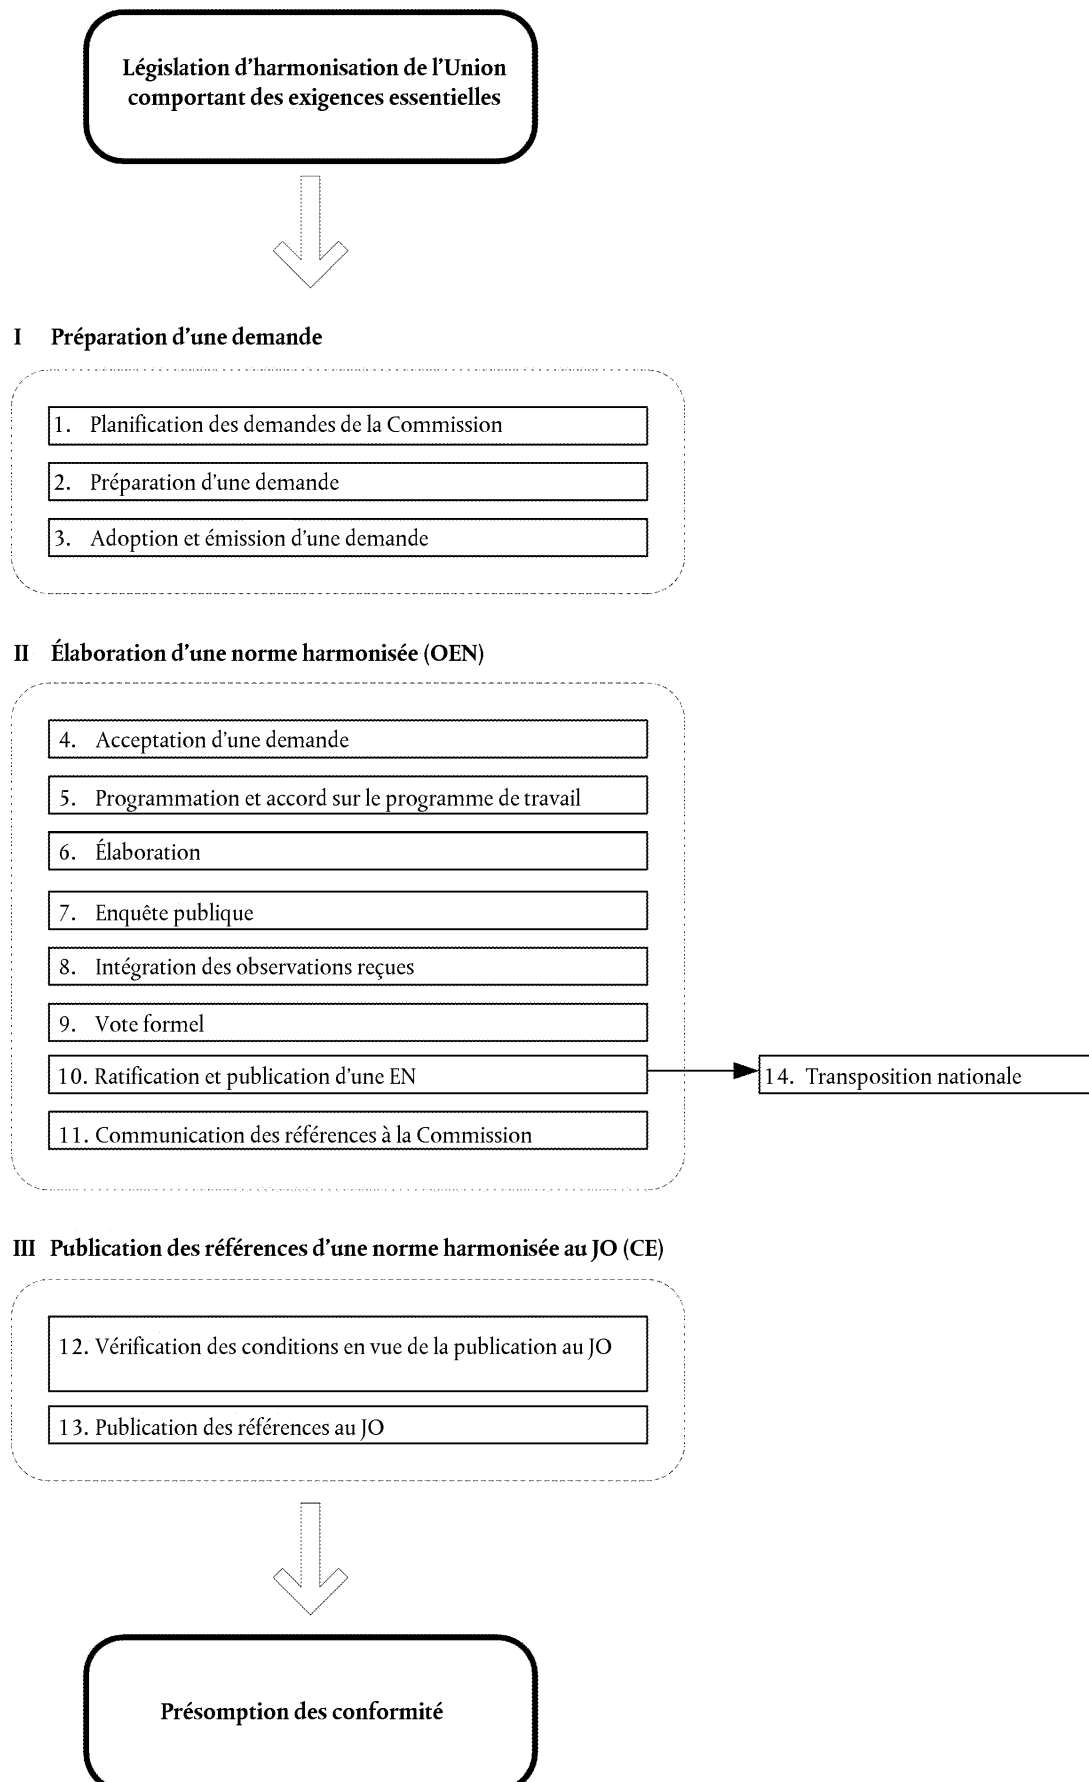 Législation d'harmonisation de l'Union
comportant des exigences essentielles
I Préparation d'une demande
1. Planification des demandes de la Commission
2. Préparation d'une demande
3. Adoption et émission d'une demande
II Élaboration d'une norme harmonisée (OEN)
4. Acceptation d'une demande
5. Programmation et accord sur le programme de travail
6. Élaboration
7. Enquête publique
8. Intégration des observations reçues
9. Vote formel
10. Ratification et publication d'une EN
14. Transposition nationale
11. Communication des références à la Commission
III Publication des références d'une norme harmonisée au JO (CE)
12. Vérification des conditions en vue de la publication au JO
13. Publication des références au JO
Présomption des conformité